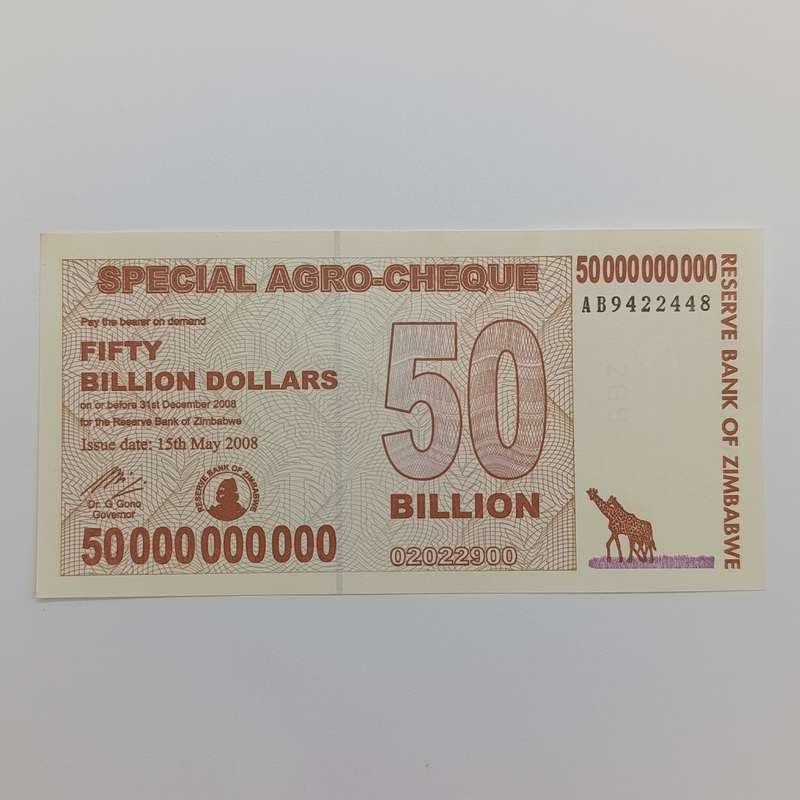 SPECIAL AGRO-CHEQUE
50 000 000 000
AB9422448
Pay the bearer on demand
FIFTY
BILLION DOLLARS
on or before 31st December 2008
for the Reserve Bank of Zimbabwe
Issue date: 15th May 2008
50
BILLION
Dr. G Gono
Governor
RESERVE BANK OF ZIMBABWE
50 000 000 000
02022900
RESERVE BANK OF ZIMBABWE